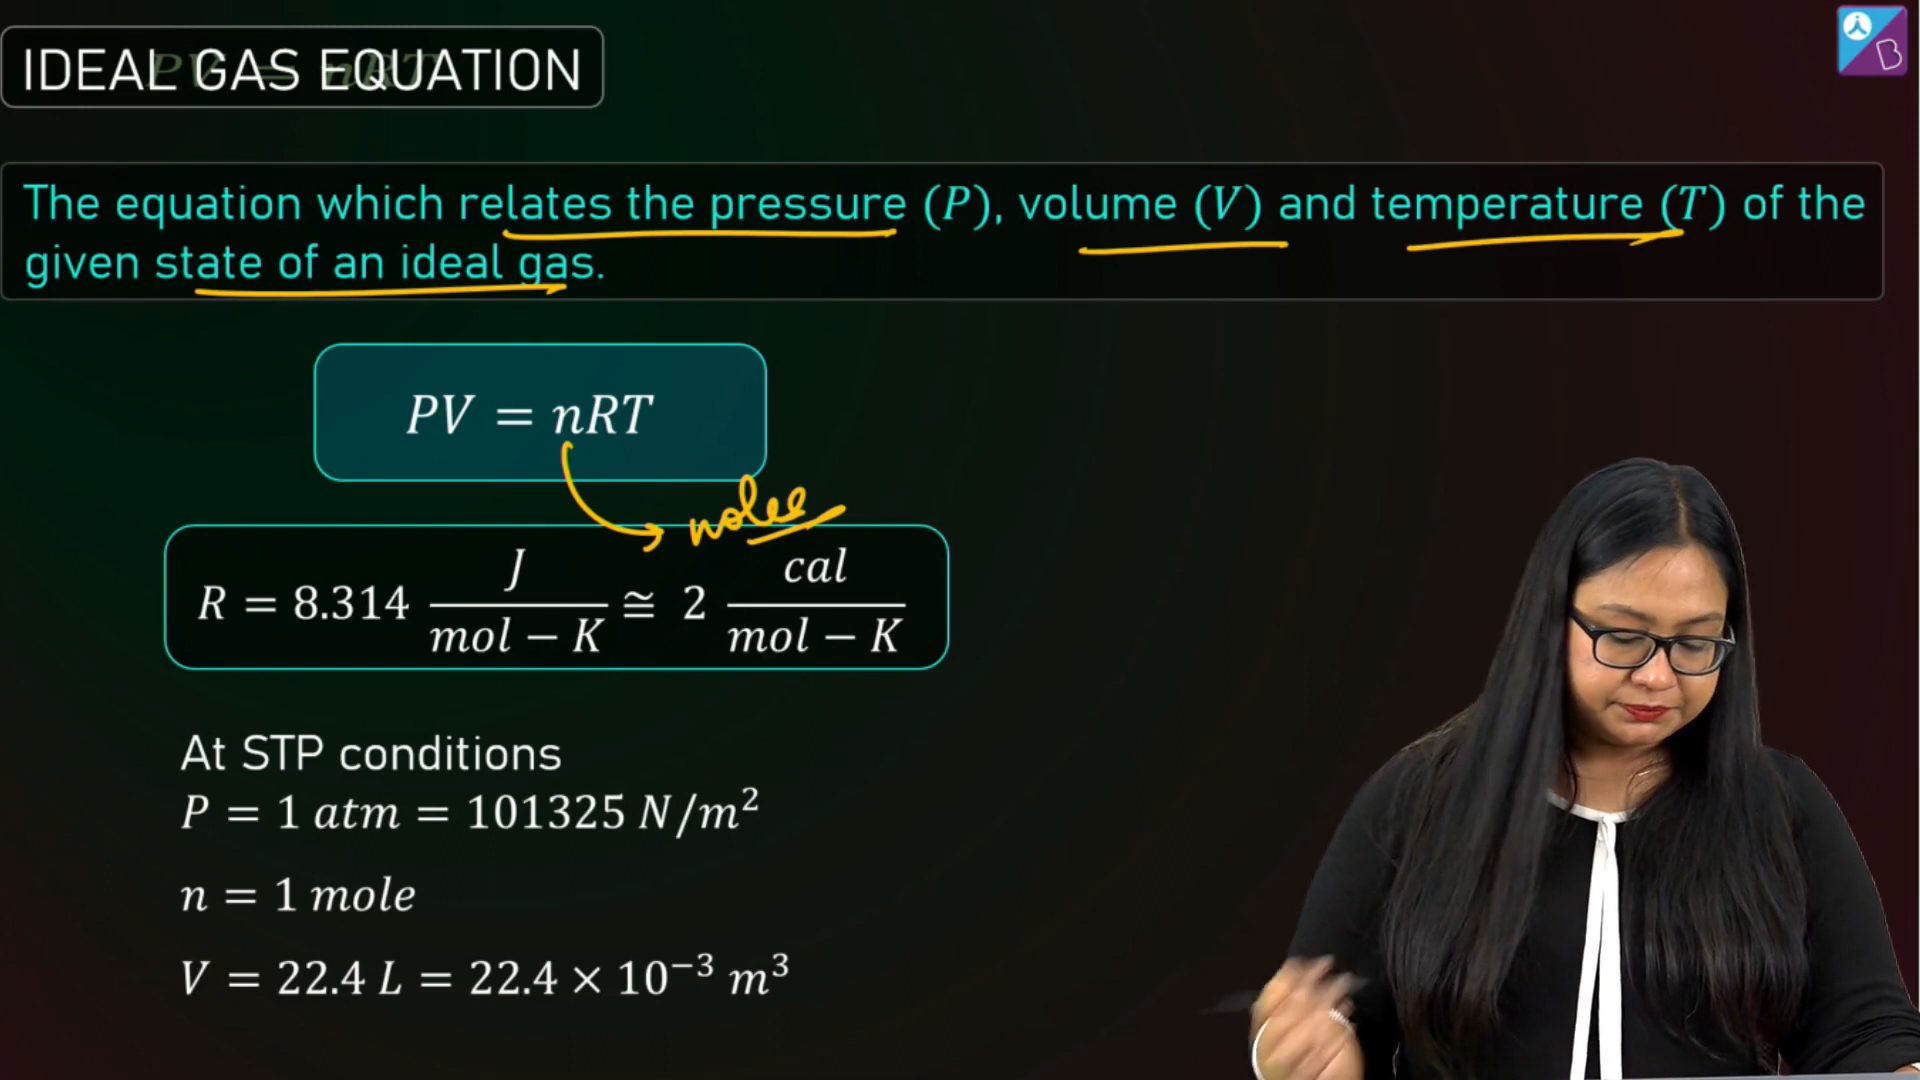 IDEAL GAS EQUATION
PV = nRT
The equation which relates the pressure (P), volume (V) and temperature (T) of the
given state of an ideal gas.
PV = nRT
moles
R = 8.314 J/mol − K ≅ 2 cal/mol − K
At STP conditions
P = 1 atm = 101325 N/m²
n = 1 mole
V = 22.4 L = 22.4 × 10⁻³ m³
B